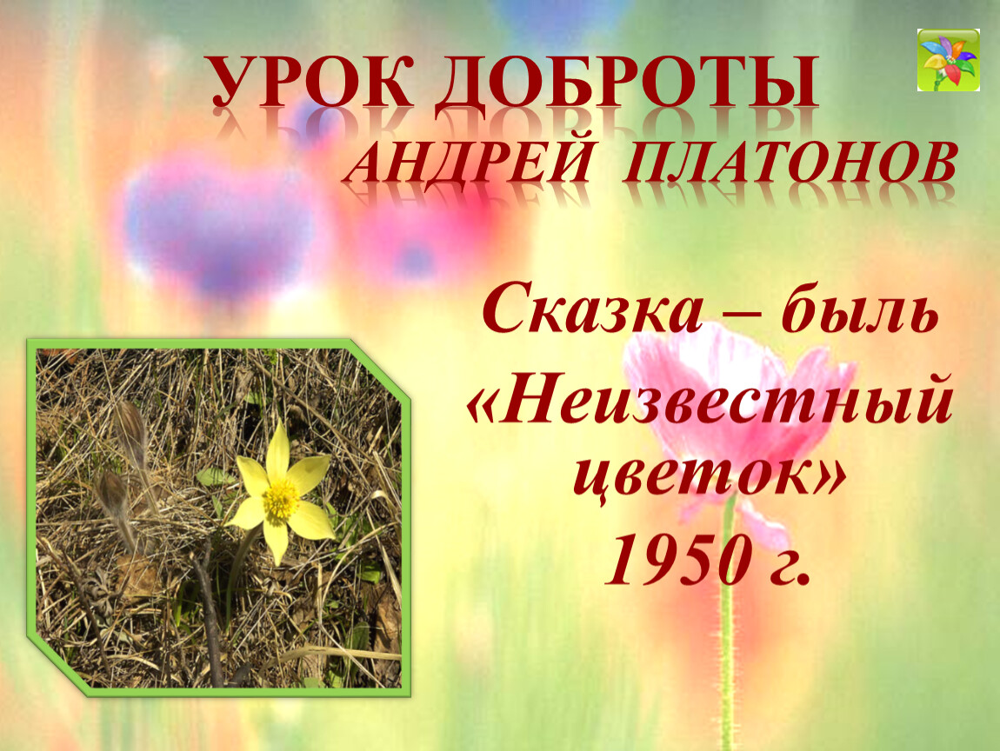 УРОК ДОБРОТЫ
АНДРЕЙ ПЛАТОНОВ
Сказка – быль
«Неизвестный
цветок»
1950 г.